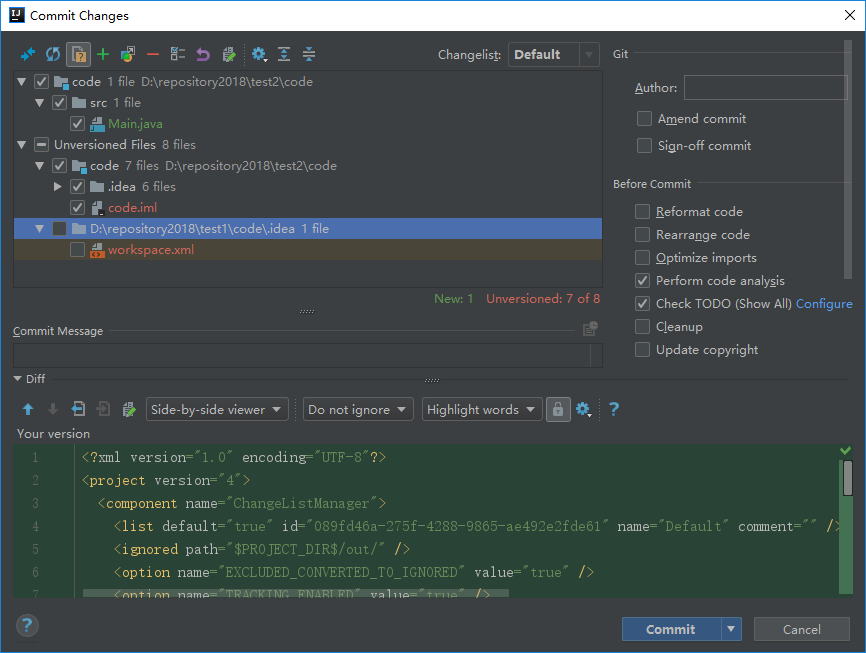 Commit Changes
Changelist: Default
Git
code 1 file D:\repository2018\test2\code
src 1 file
Main.java
Unversioned Files 8 files
code 7 files D:\repository2018\test2\code
.idea 6 files
code.iml
D:\repository2018\test1\code\.idea 1 file
workspace.xml
New: 1 Unversioned: 7 of 8
Author:
Amend commit
Sign-off commit
Before Commit
Reformat code
Rearrange code
Optimize imports
Perform code analysis
Check TODO (Show All) Configure
Cleanup
Update copyright
Commit Message
Diff
Side-by-side viewer
Do not ignore
Highlight words
?
Your version
1 <?xml version="1.0" encoding="UTF-8"?>
2 <project version="4">
3 <component name="ChangeListManager">
4 <list default="true" id="089fd46a-275f-4288-9865-ae492e2fde61" name="Default" comment="" />
5 <ignored path="$PROJECT_DIR$/out/" />
6 <option name="EXCLUDED_CONVERTED_TO_IGNORED" value="true" />
7 <option name="TRACKING_ENABLED" value="true" />
?
Commit
Cancel